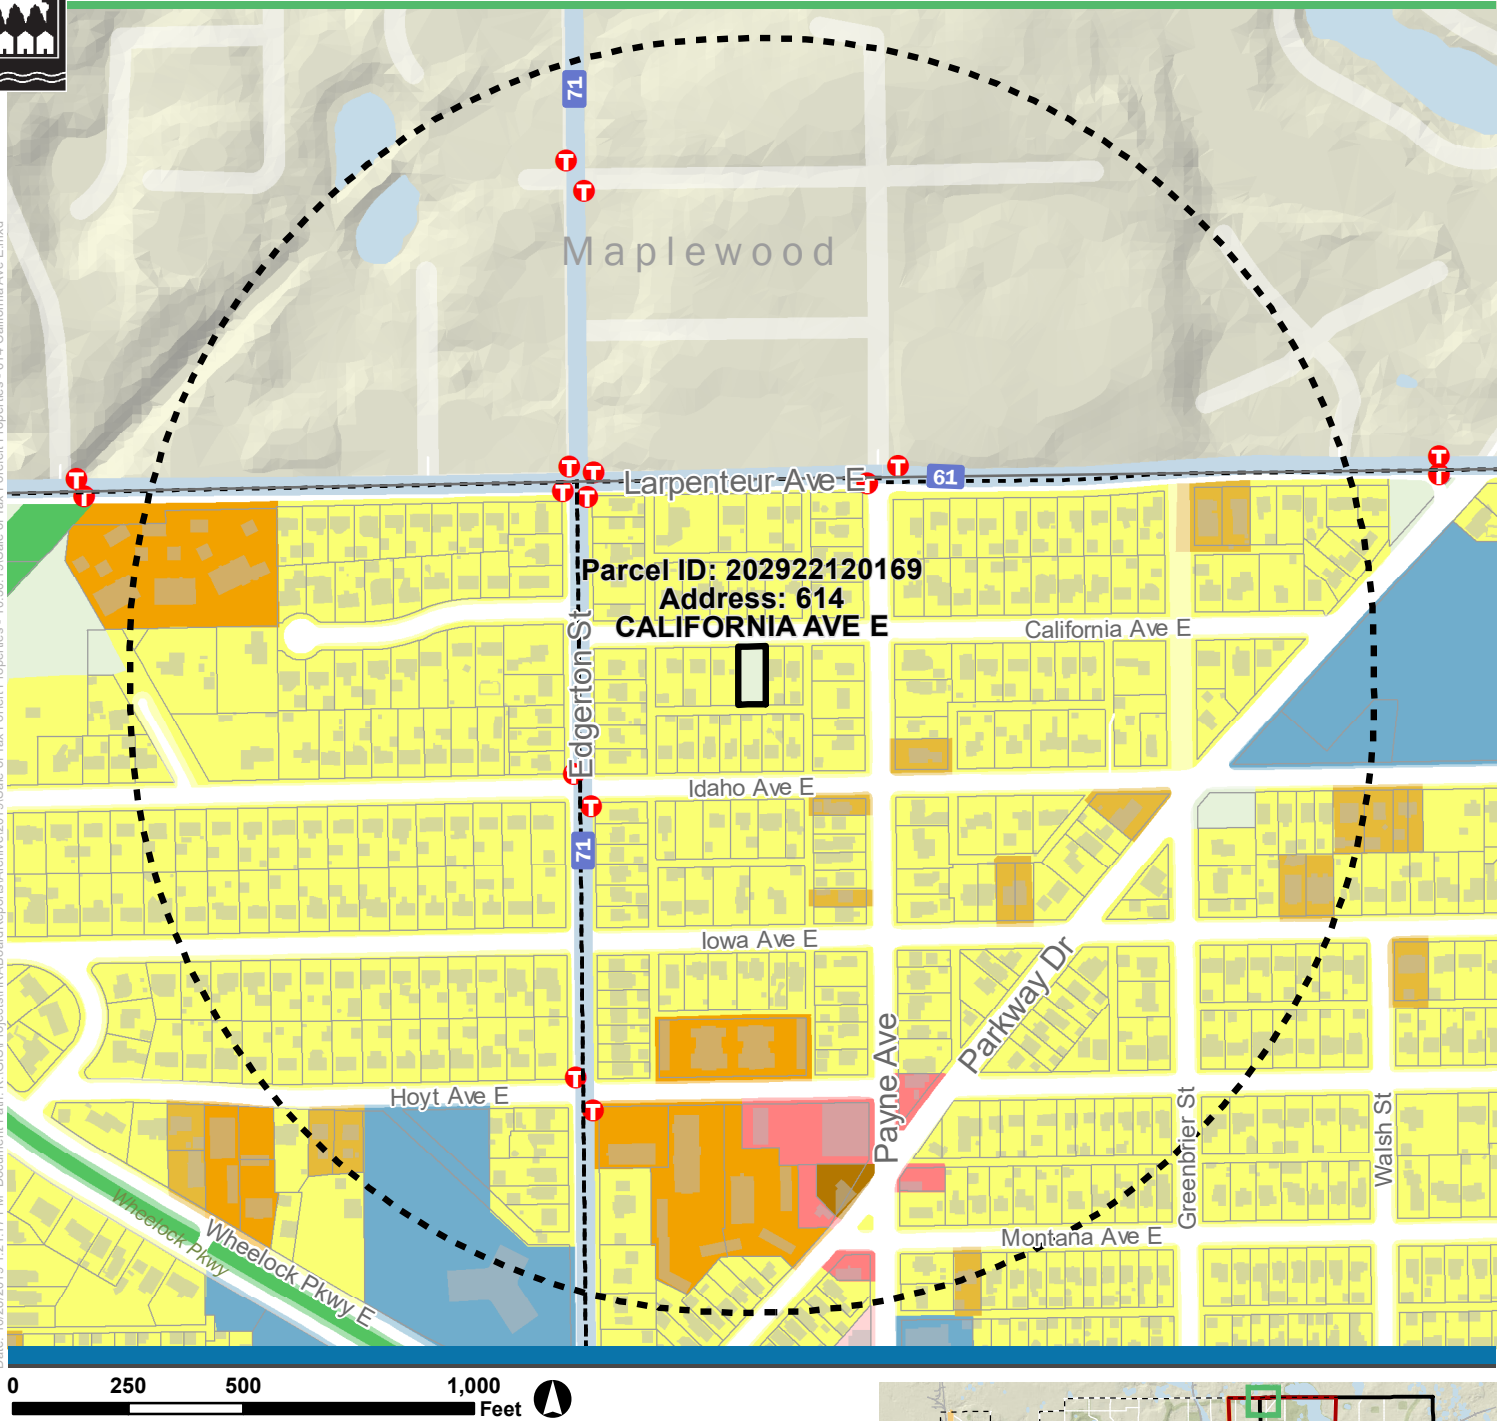 71
T
T
Maplewood
T
T
T
T
T
T
T
T
T
T
Larpenteur Ave E
61
Parcel ID: 202922120169
Address: 614
CALIFORNIA AVE E
California Ave E
Edgerton St
T
Idaho Ave E
T
71
Iowa Ave E
Parkway Dr
Payne Ave
T
Hoyt Ave E
T
Greenbrier St
Walsh St
Wheelock Pkwy
Wheelock Pkwy E
Montana Ave E
0 250 500 1,000
Feet